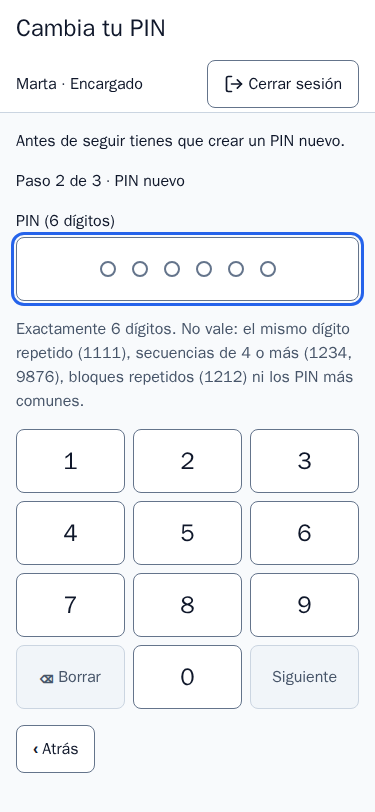 Cambia tu PIN
Marta · Encargado
Cerrar sesión
Antes de seguir tienes que crear un PIN nuevo.
Paso 2 de 3 · PIN nuevo
PIN (6 dígitos)
Exactamente 6 dígitos. No vale: el mismo dígito
repetido (1111), secuencias de 4 o más (1234,
9876), bloques repetidos (1212) ni los PIN más
comunes.
1 2 3
4 5 6
7 8 9
⌫ Borrar 0 Siguiente
‹ Atrás